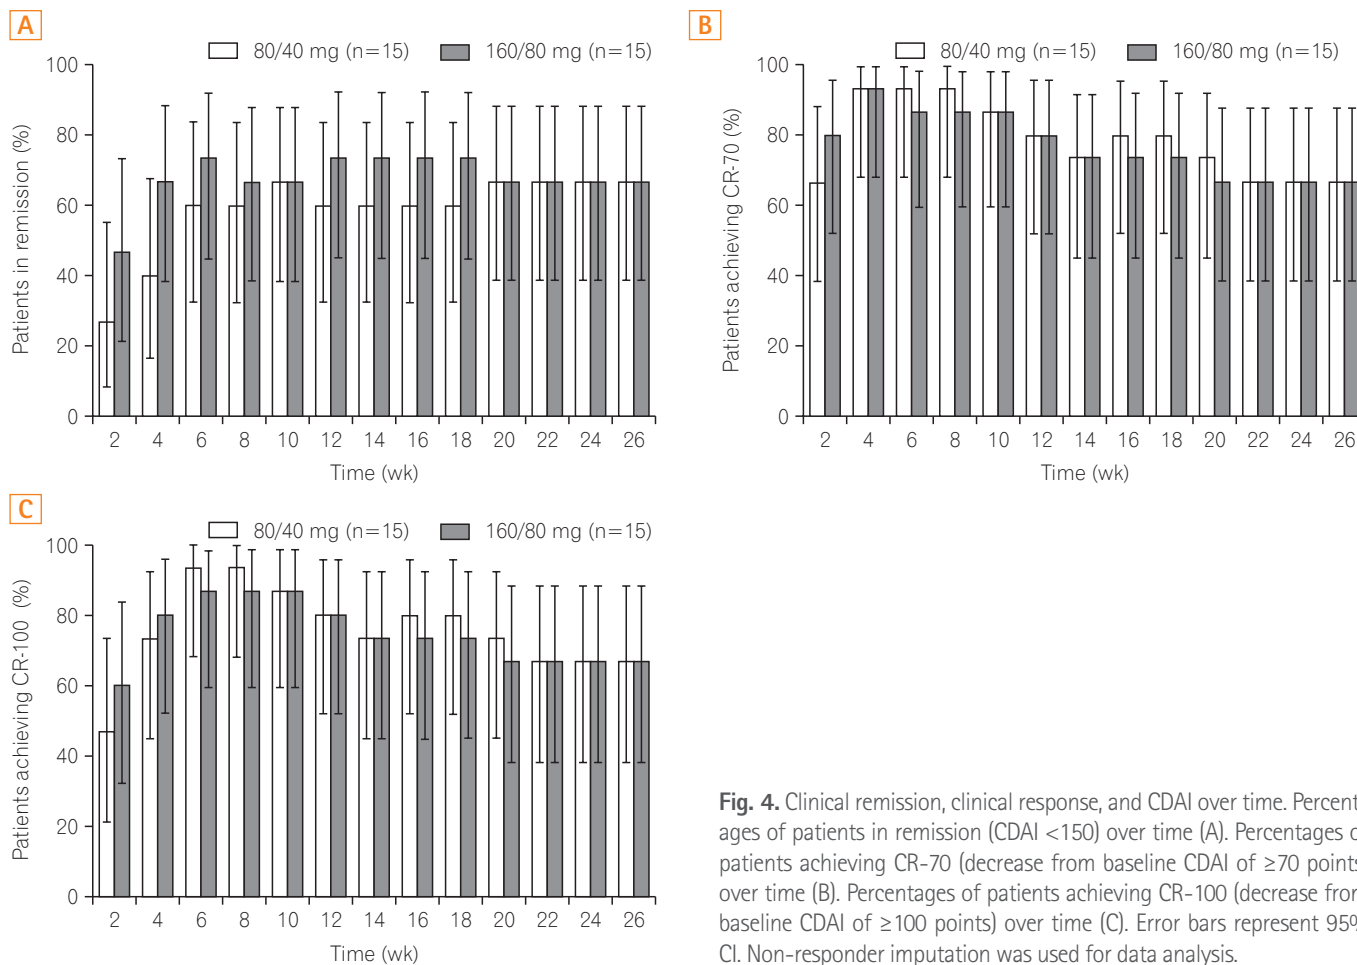 A
80/40 mg (n=15) 160/80 mg (n=15)
Patients in remission (%)
100
80
60
40
20
0
2 4 6 8 10 12 14 16 18 20 22 24 26
Time (wk)
B
80/40 mg (n=15) 160/80 mg (n=15)
Patients achieving CR-70 (%)
100
80
60
40
20
0
2 4 6 8 10 12 14 16 18 20 22 24 26
Time (wk)
C
80/40 mg (n=15) 160/80 mg (n=15)
Patients achieving CR-100 (%)
100
80
60
40
20
0
2 4 6 8 10 12 14 16 18 20 22 24 26
Time (wk)
Fig. 4. Clinical remission, clinical response, and CDAI over time. Percent
ages of patients in remission (CDAI <150) over time (A). Percentages o
patients achieving CR-70 (decrease from baseline CDAI of ≥70 points
over time (B). Percentages of patients achieving CR-100 (decrease from
baseline CDAI of ≥100 points) over time (C). Error bars represent 95%
CI. Non-responder imputation was used for data analysis.